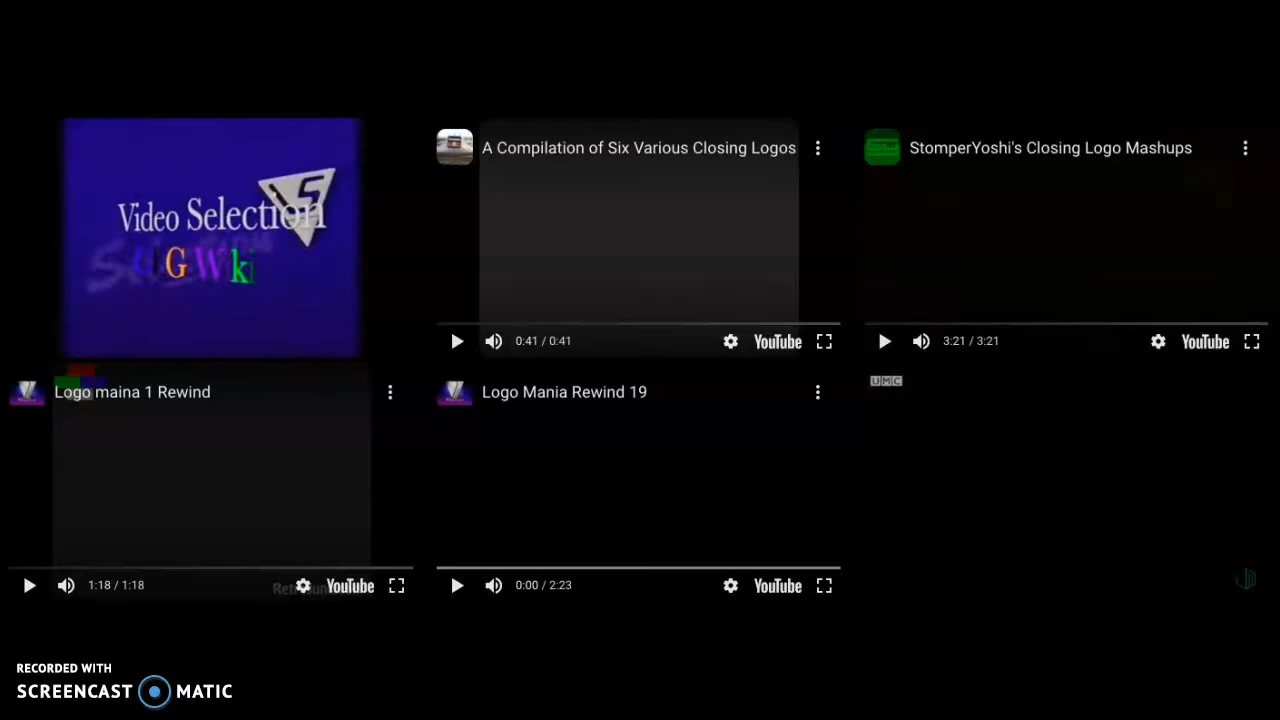 Video Selection
A Compilation of Six Various Closing Logos
0:41 / 0:41
YouTube
StomperYoshi's Closing Logo Mashups
3:21 / 3:21
YouTube
Logo maina 1 Rewind
1:18 / 1:18
YouTube
Logo Mania Rewind 19
0:00 / 2:23
YouTube
UMC
RECORDED WITH
SCREENCAST MATIC